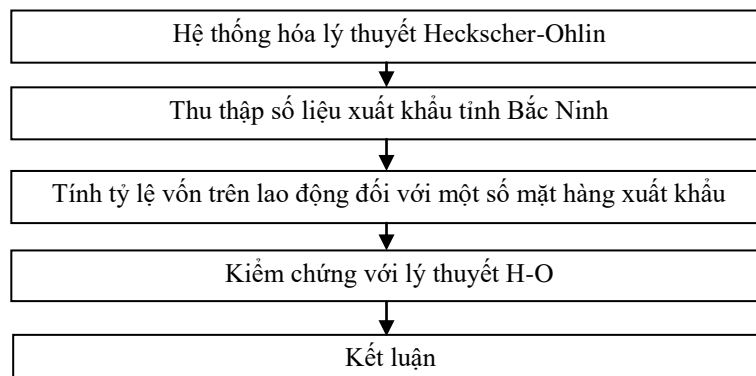 Hệ thống hóa lý thuyết Heckscher-Ohlin
Thu thập số liệu xuất khẩu tỉnh Bắc Ninh
Tính tỷ lệ vốn trên lao động đối với một số mặt hàng xuất khẩu
Kiểm chứng với lý thuyết H-O
Kết luận